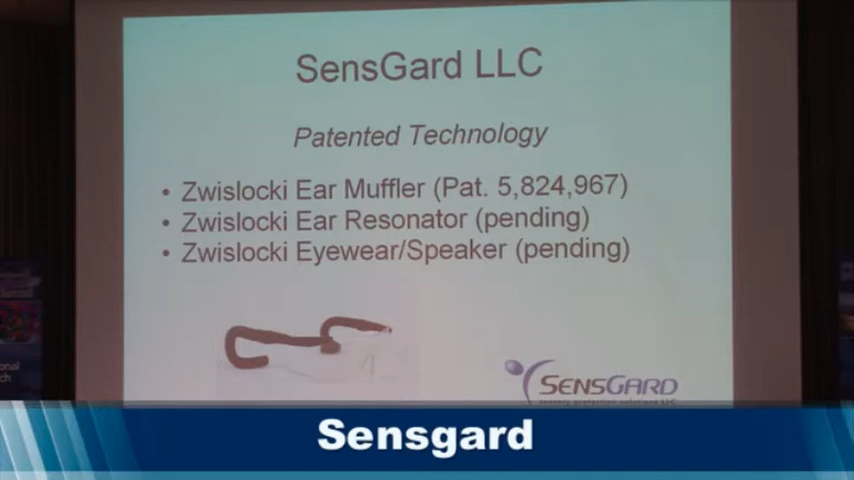 SensGard LLC
Patented Technology
• Zwislocki Ear Muffler (Pat. 5,824,967)
• Zwislocki Ear Resonator (pending)
• Zwislocki Eyewear/Speaker (pending)
SENSGARD
Sensgard